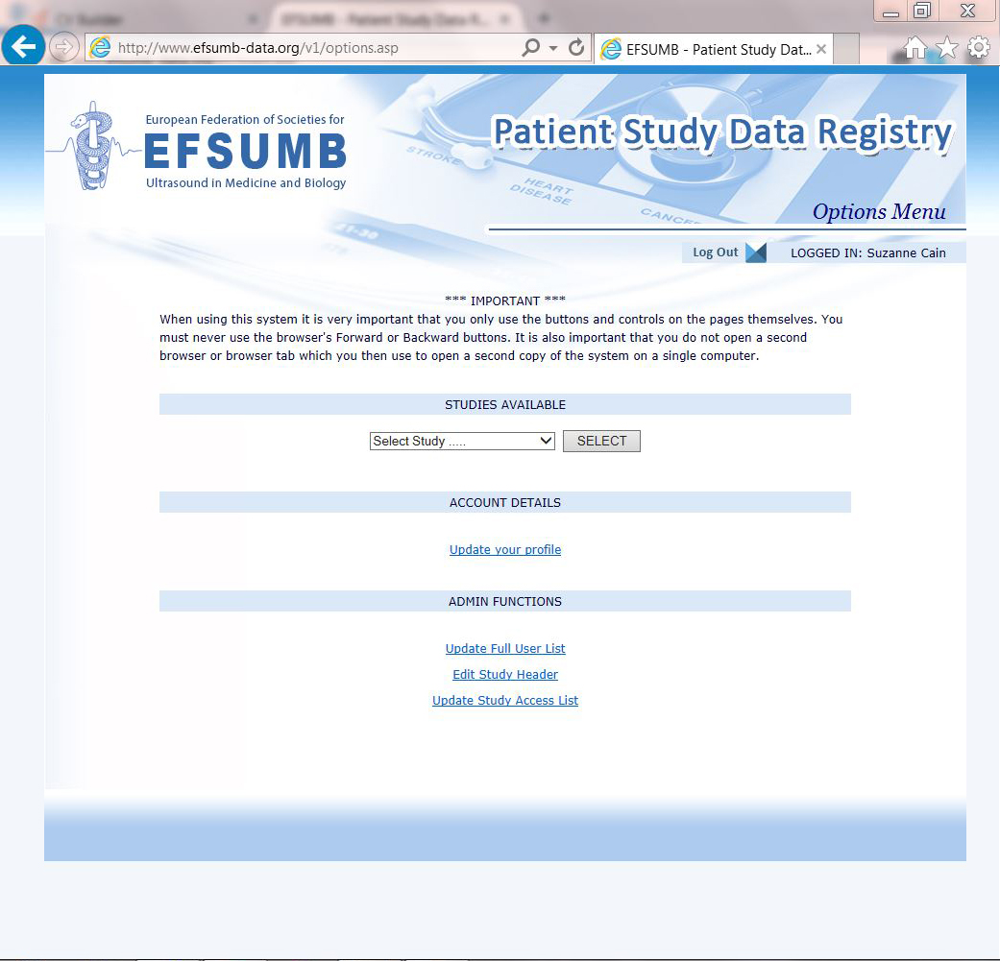 CV Builder
EFSUMB - Patient Study Data R...
http://www.efsumb-data.org/v1/options.asp
EFSUMB - Patient Study Dat...
European Federation of Societies for
EFSUMB
Ultrasound in Medicine and Biology
Patient Study Data Registry
STROKE
HEART
DISEASE
CANCER
Options Menu
Log Out
LOGGED IN: Suzanne Cain
*** IMPORTANT ***
When using this system it is very important that you only use the buttons and controls on the pages themselves. You
must never use the browser's Forward or Backward buttons. It is also important that you do not open a second
browser or browser tab which you then use to open a second copy of the system on a single computer.
STUDIES AVAILABLE
Select Study .....
SELECT
ACCOUNT DETAILS
Update your profile
ADMIN FUNCTIONS
Update Full User List
Edit Study Header
Update Study Access List